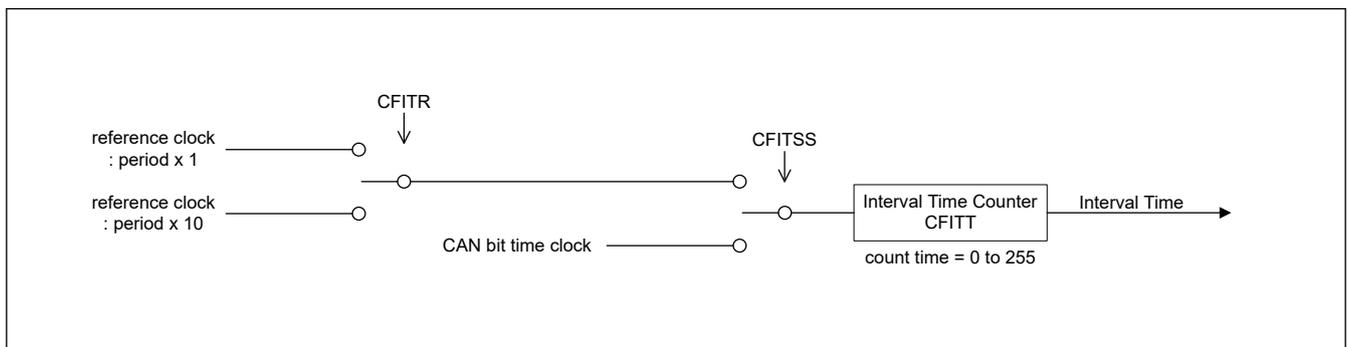 CFITR
reference clock
: period x 1
CFITSS
reference clock
: period x 10
Interval Time Counter
CFITT
Interval Time
CAN bit time clock
count time = 0 to 255